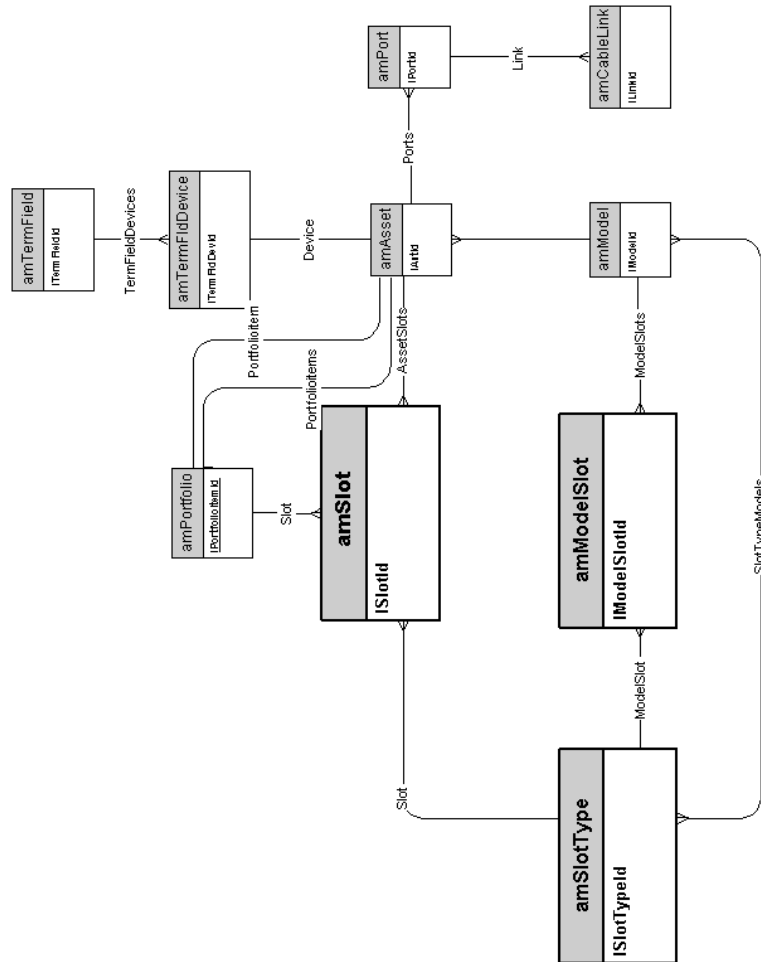 amTermField
lTermFieldId
TermFieldDevices
amTermFldDevice
lTermFldDevId
amPortfolio
lPortfolioItemId
Portfolioitem
Slot
Device
Portfolioitems
amSlot
lSlotId
amPort
lPortId
amAsset
lAstId
Slot
AssetSlots
Ports
Link
amSlotType
lSlotTypeId
amModelSlot
lModelSlotId
amModel
lModelId
amCableLink
lLinkId
ModelSlot
ModelSlots
SlotTypeModels